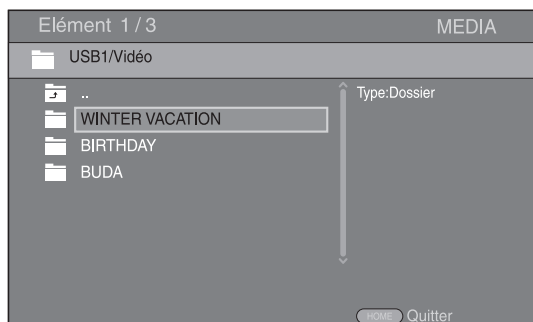 Elément 1 / 3 MEDIA
USB1/Vidéo
..
Type:Dossier
WINTER VACATION
BIRTHDAY
BUDA
HOME Quitter